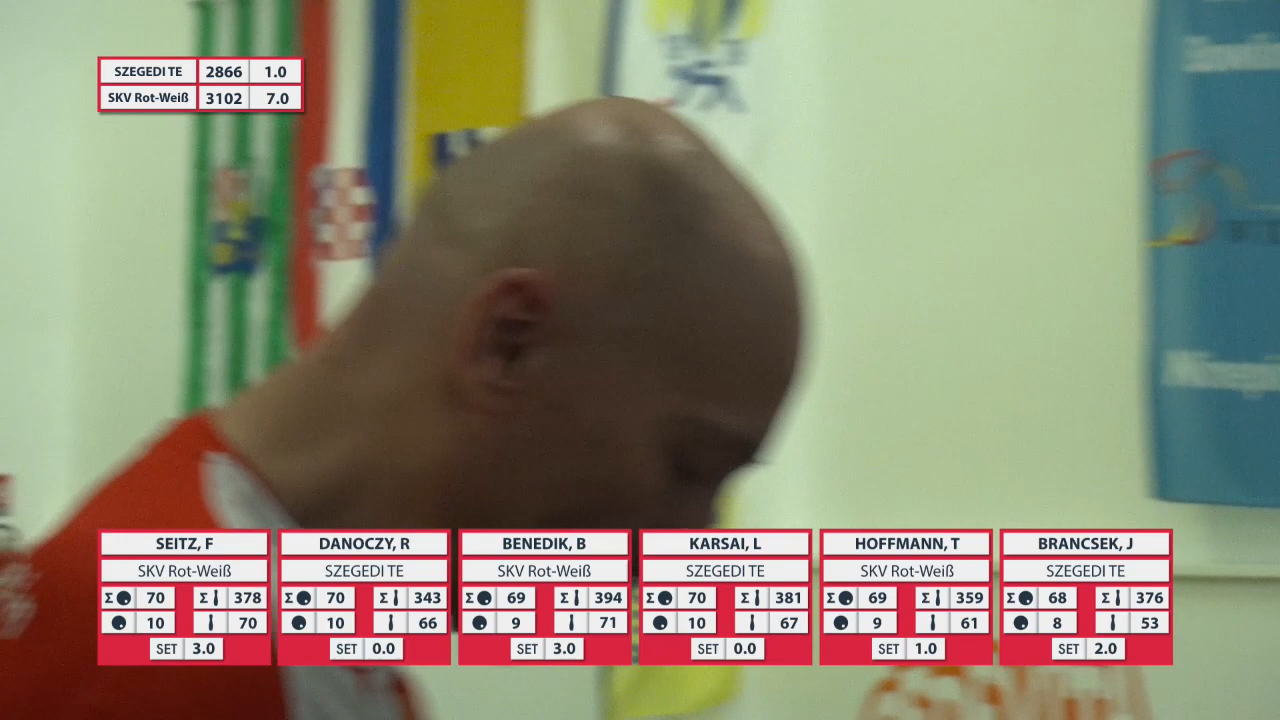 SZEGEDI TE 2866 1.0
SKV Rot-Weiß 3102 7.0
SEITZ, F
SKV Rot-Weiß
Σ 70 Σ 378
10 70
SET 3.0
DANOCZY, R
SZEGEDI TE
Σ 70 Σ 343
10 66
SET 0.0
BENEDIK, B
SKV Rot-Weiß
Σ 69 Σ 394
9 71
SET 3.0
KARSAI, L
SZEGEDI TE
Σ 70 Σ 381
10 67
SET 0.0
HOFFMANN, T
SKV Rot-Weiß
Σ 69 Σ 359
9 61
SET 1.0
BRANCSEK, J
SZEGEDI TE
Σ 68 Σ 376
8 53
SET 2.0